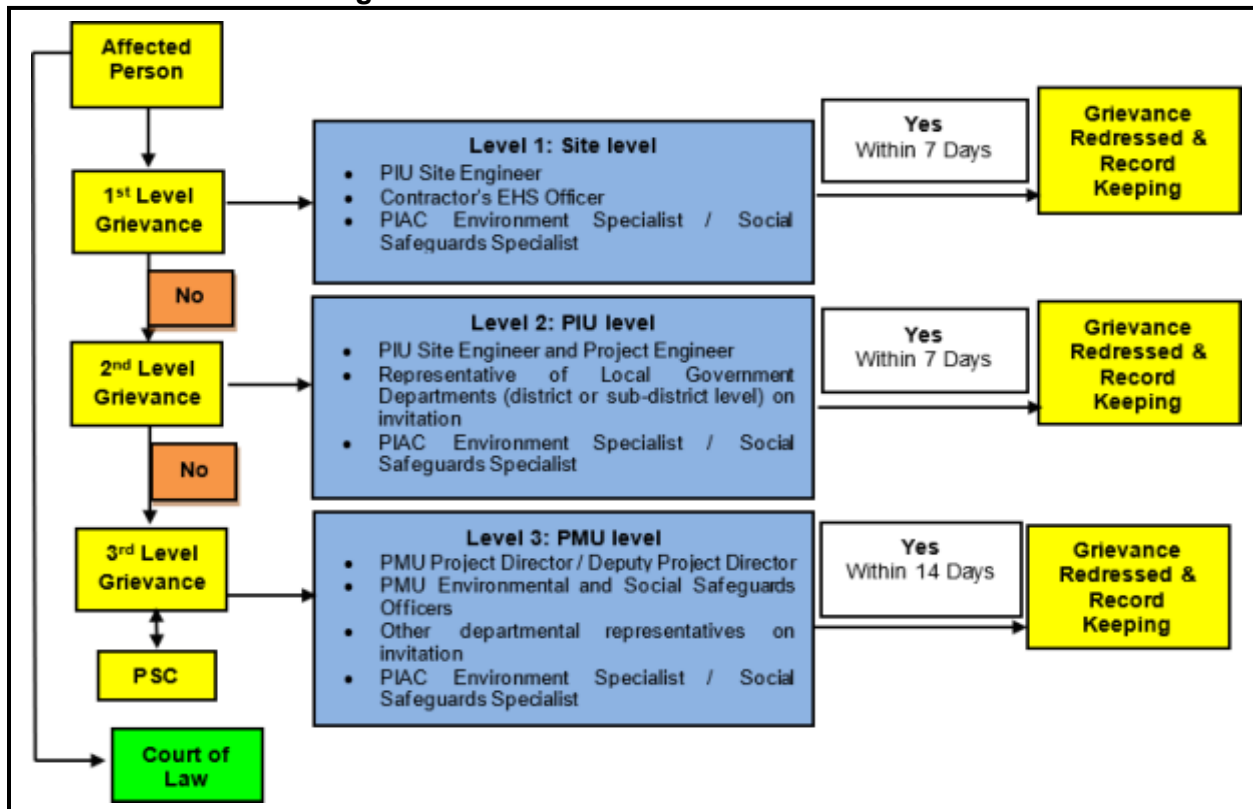 Affected
Person
1st Level
Grievance
Level 1: Site level
• PIU Site Engineer
• Contractor's EHS Officer
• PIAC Environment Specialist / Social
Safeguards Specialist
Yes
Within 7 Days
Grievance
Redressed &
Record
Keeping
No
2nd Level
Grievance
Level 2: PIU level
• PIU Site Engineer and Project Engineer
• Representative of Local Government
Departments (district or sub-district level) on
invitation
• PIAC Environment Specialist / Social
Safeguards Specialist
Yes
Within 7 Days
Grievance
Redressed &
Record
Keeping
No
3rd Level
Grievance
Level 3: PMU level
• PMU Project Director / Deputy Project Director
• PMU Environmental and Social Safeguards
Officers
• Other departmental representatives on
invitation
• PIAC Environment Specialist / Social
Safeguards Specialist
Yes
Within 14 Days
Grievance
Redressed &
Record
Keeping
PSC
Court of
Law